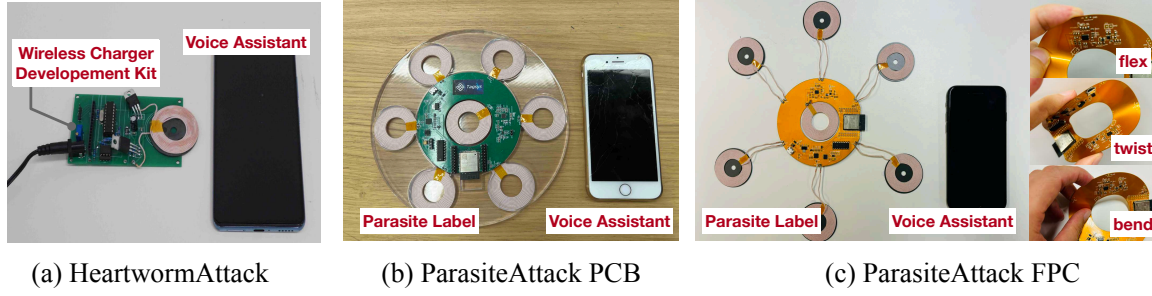 Wireless Charger
Developement Kit
Voice Assistant
Parasite Label
Voice Assistant
Parasite Label
Voice Assistant
flex
twist
bend
(a) HeartwormAttack
(b) ParasiteAttack PCB
(c) ParasiteAttack FPC